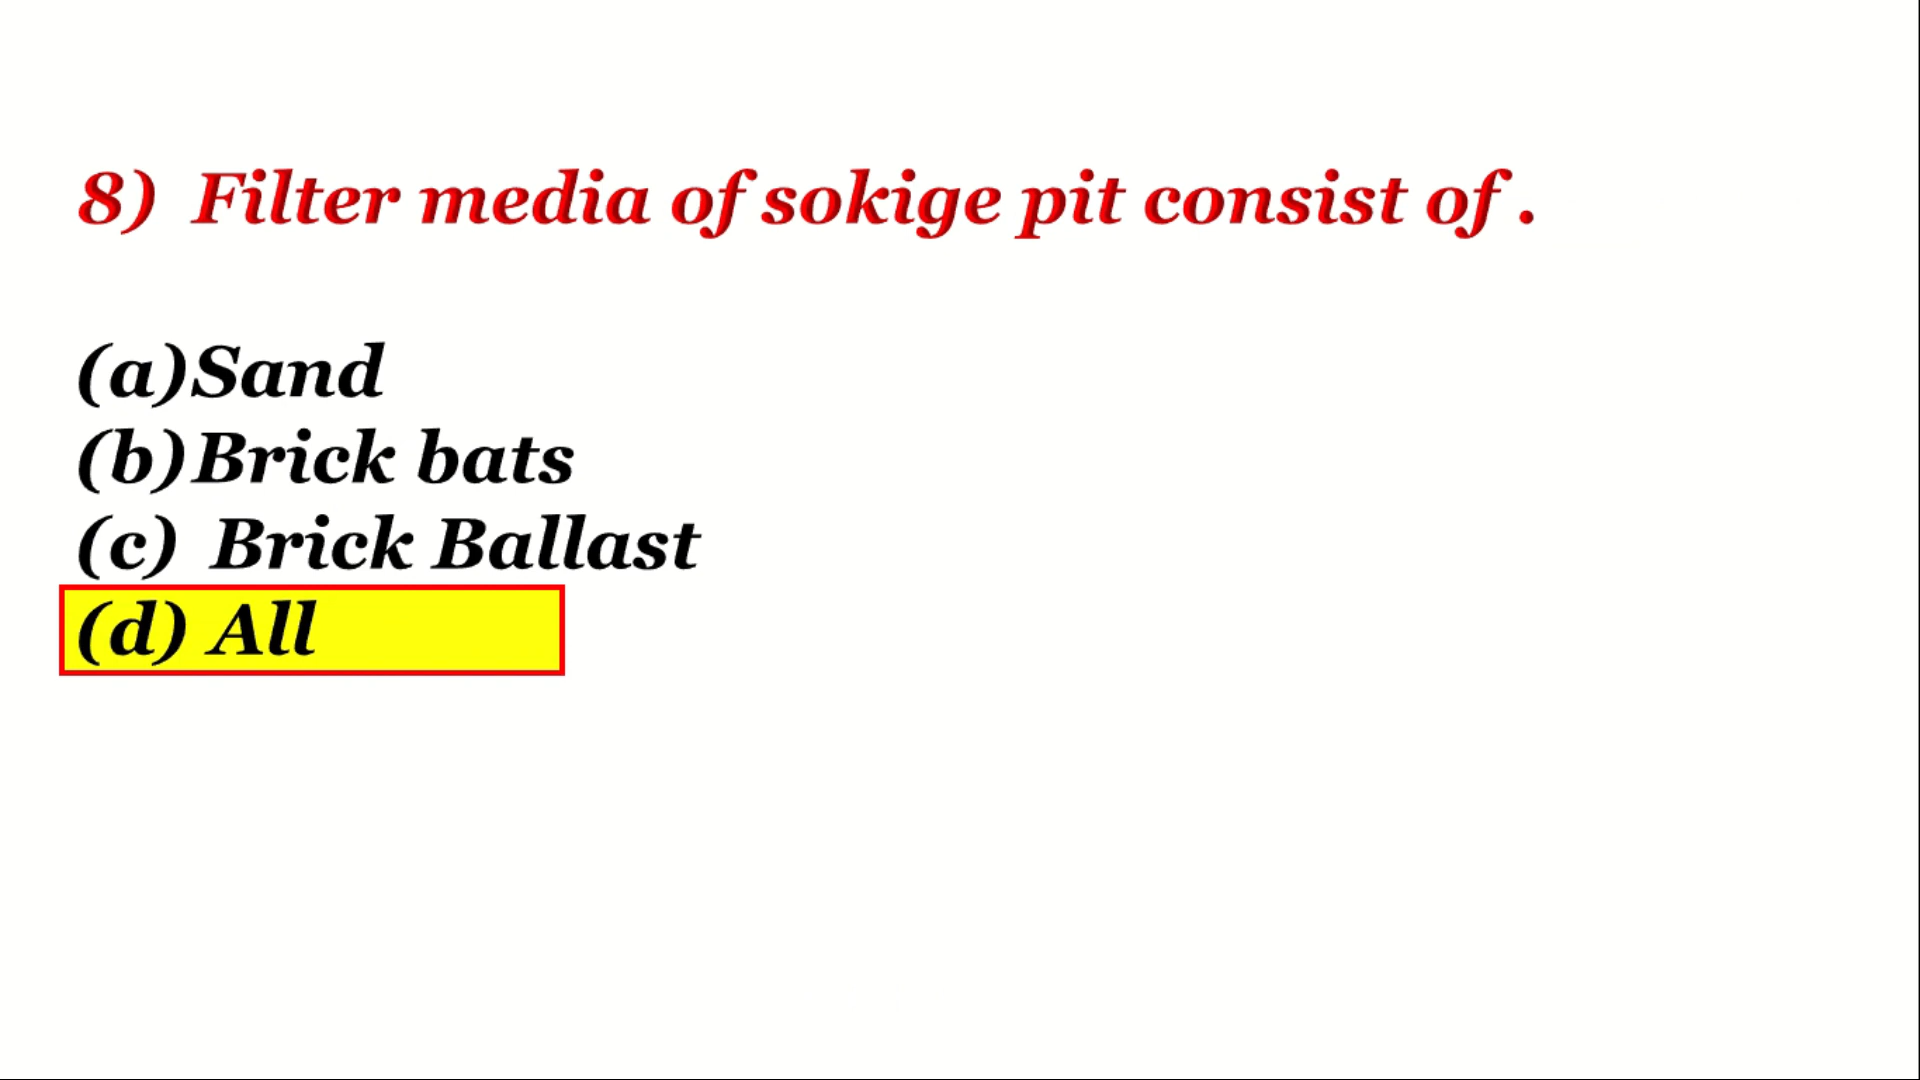 8) Filter media of sokige pit consist of .
(a)Sand
(b)Brick bats
(c) Brick Ballast
(d) All